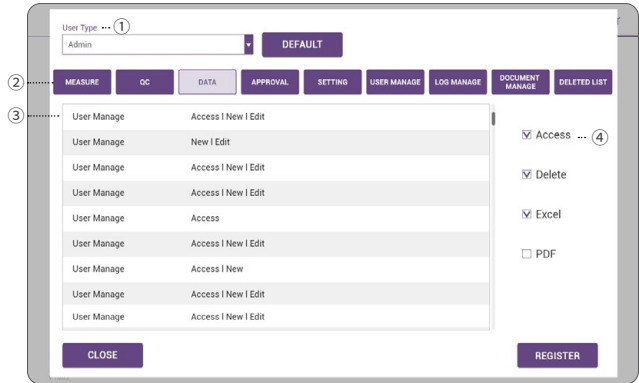 User Type ... ①
Admin
DEFAULT
② MEASURE QC DATA APPROVAL SETTING USER MANAGE LOG MANAGE DOCUMENT MANAGE DELETED LIST
③ User Manage Access l New l Edit
User Manage New l Edit
User Manage Access l New l Edit
User Manage Access l New l Edit
User Manage Access
User Manage Access l New l Edit
User Manage Access l New
User Manage Access l New l Edit
User Manage Access l New l Edit
Access ... ④
Delete
Excel
PDF
CLOSE
REGISTER